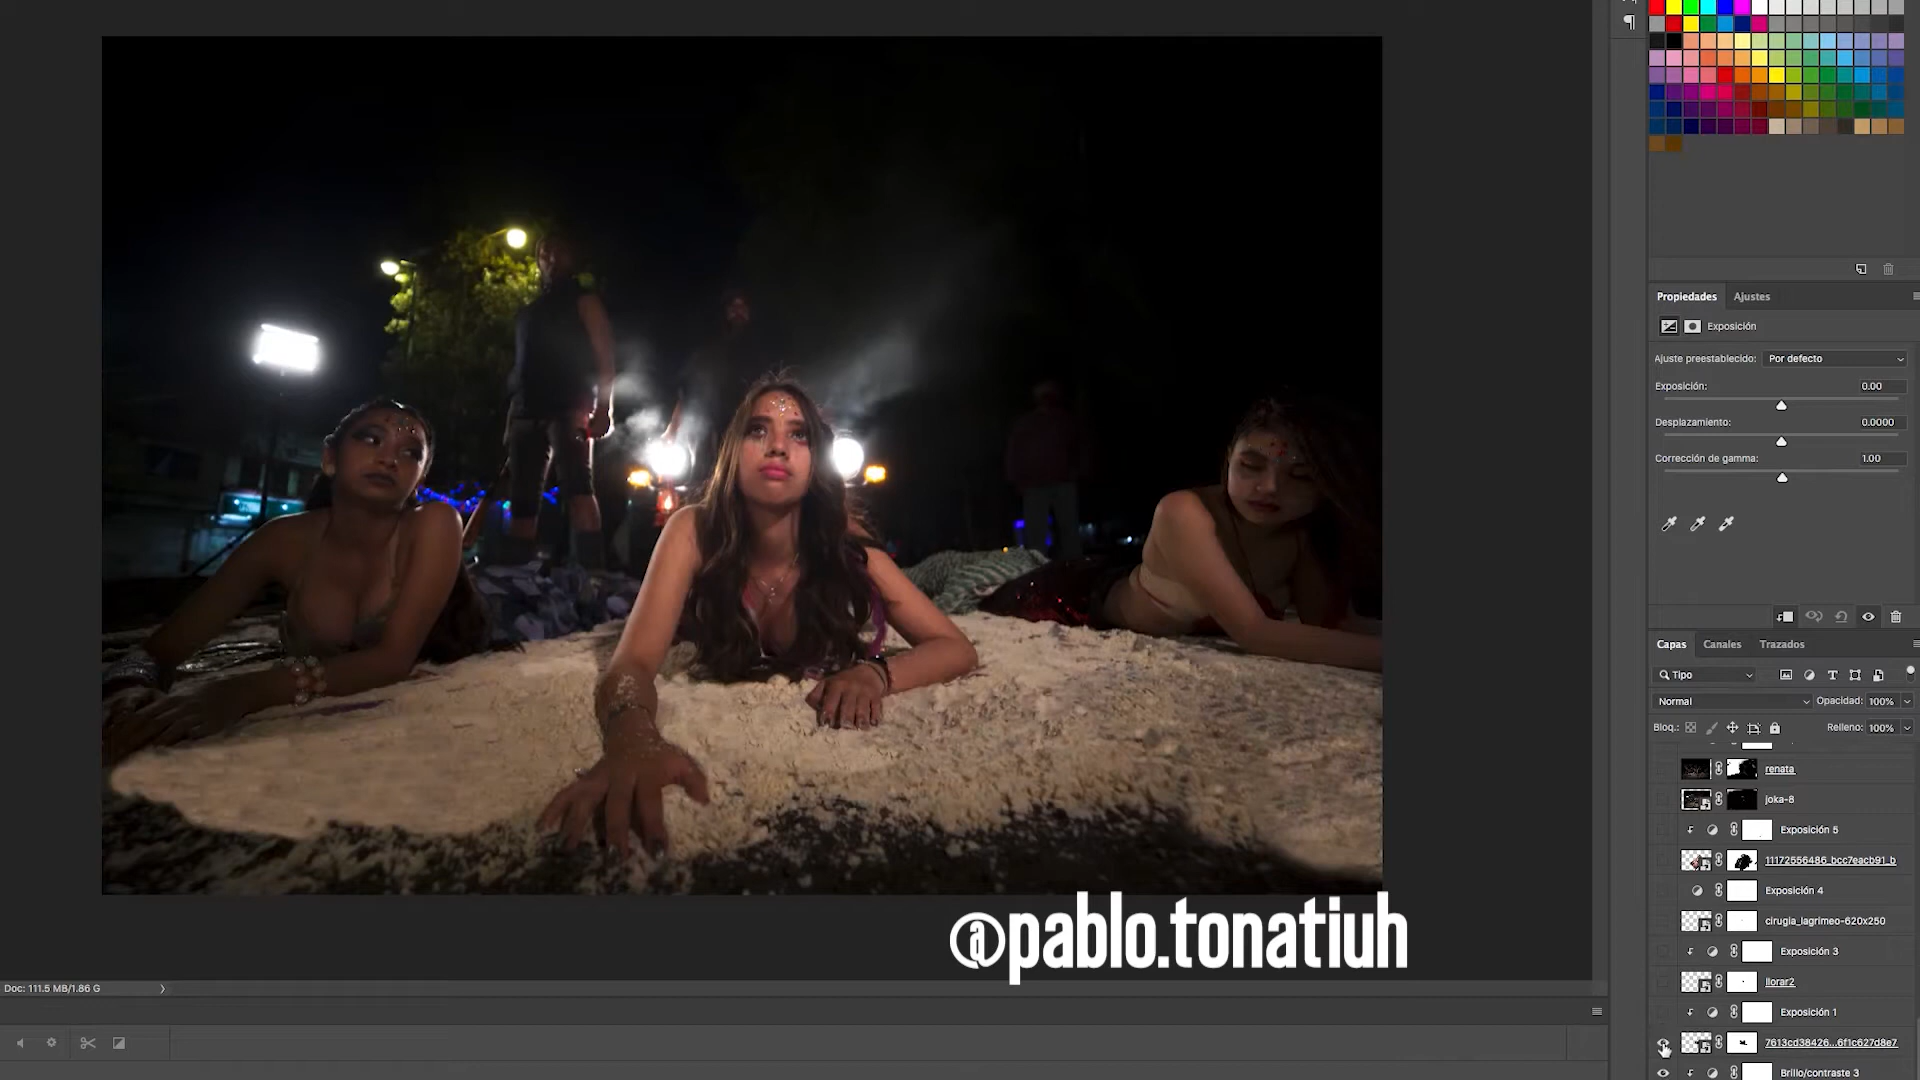 Propiedades Ajustes
Exposición
Ajuste preestablecido: Por defecto
Exposición: 0.00
Desplazamiento: 0.0000
Corrección de gamma: 1.00
Capas Canales Trazados
Tipo
Normal Opacidad: 100%
Bloq.: Relleno: 100%
renata
joka-8
Exposición 5
11172556486_bcc7eacb91_b
Exposición 4
cirugia_lagrimeo-620x250
Exposición 3
llorar2
Exposición 1
7613cd38426...6f1c627d8e7
Brillo/contraste 3
@pablo.tonatiuh
Doc: 111.5 MB/1.86 G